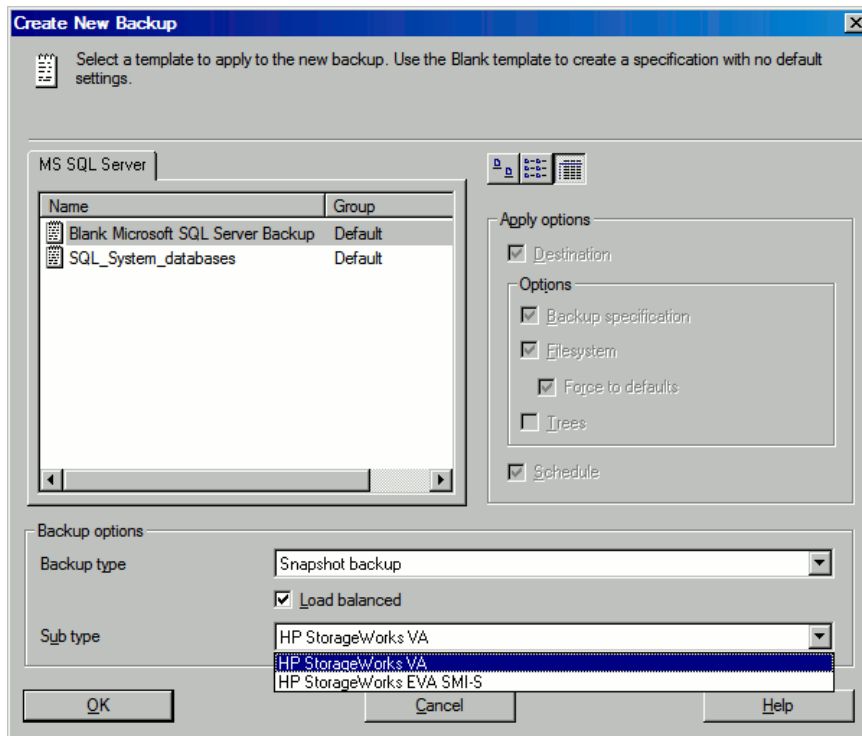 Create New Backup
Select a template to apply to the new backup. Use the Blank template to create a specification with no default
settings.
MS SQL Server
Name Group
Blank Microsoft SQL Server Backup Default
SQL_System_databases Default
Apply options
Destination
Options
Backup specification
Filesystem
Force to defaults
Trees
Schedule
Backup options
Backup type Snapshot backup
Load balanced
Sub type HP StorageWorks VA
HP StorageWorks VA
HP StorageWorks EVA SMI-S
OK Cancel Help